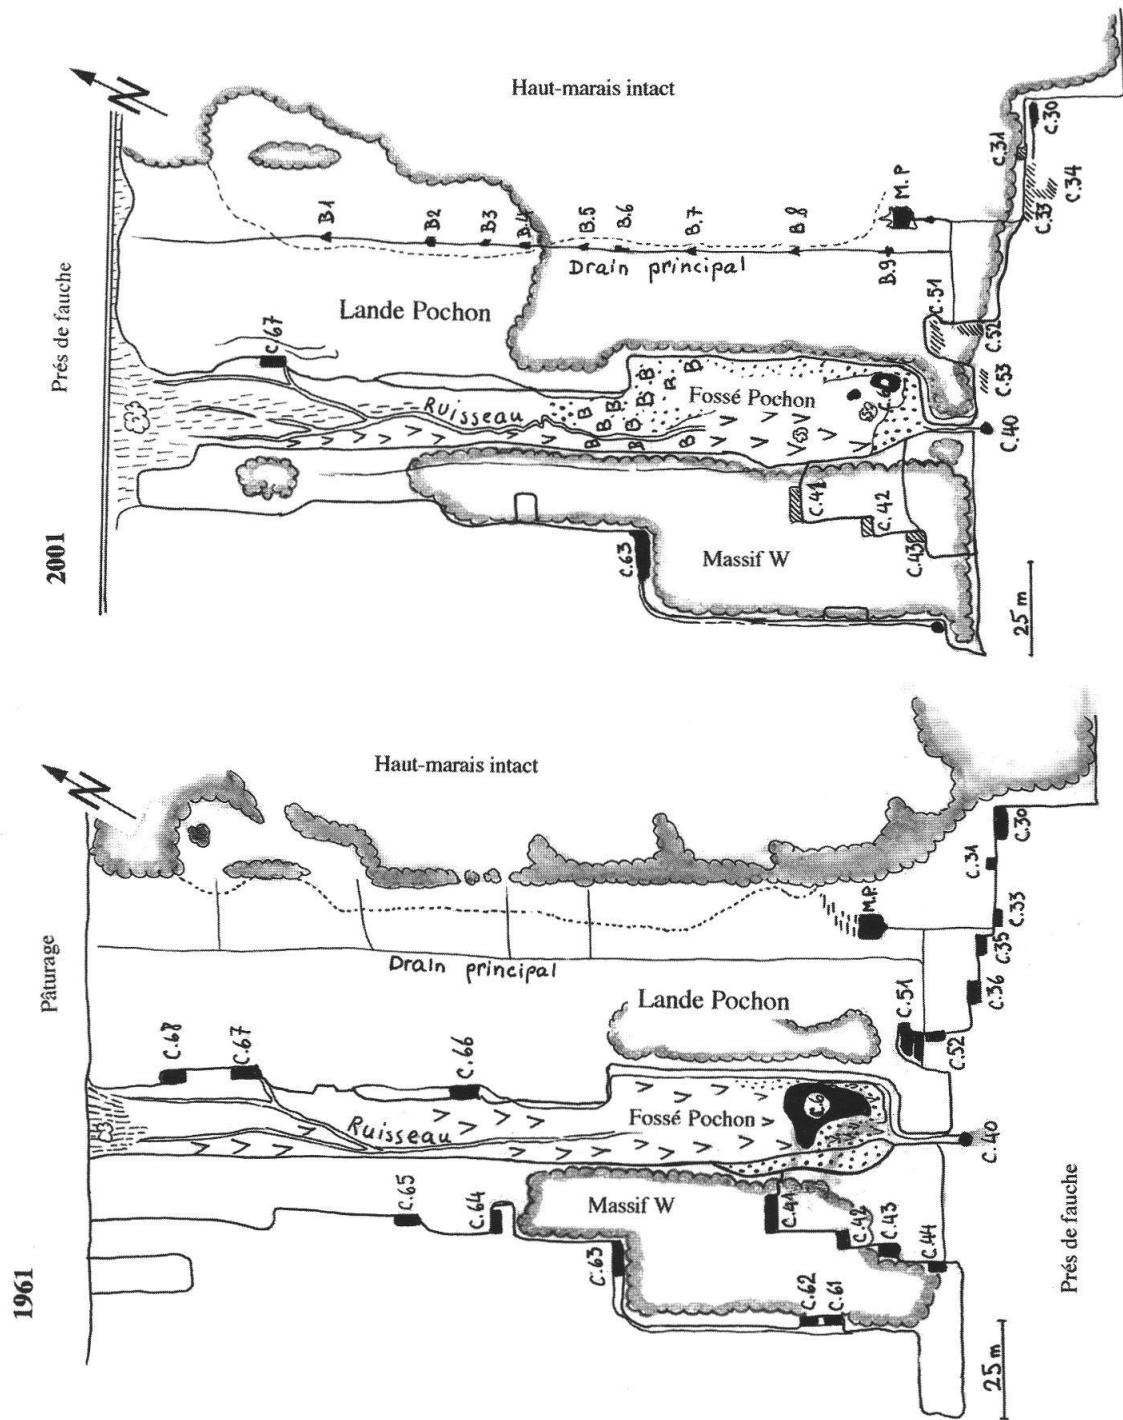 2001
N
Haut-marais intact
Prés de fauche
B1
B2
B3
B.4
B.5
B.6
B.7
B.8
B.9
M.P
C.30
C.31
C.33
C.34
Drain principal
Lande Pochon
C.51
C.52
C.53
C.67
Ruisseau
B
B
B
B
B
B
B
B
B
B
B
Fossé Pochon
C.40
C.41
C.42
C.43
C.63
Massif W
25 m
1961
N
Haut-marais intact
Pâturage
M.P.
C.30
C.31
C.33
C.35
C.36
Drain principal
Lande Pochon
C.51
C.52
C.68
C.67
C.66
Ruisseau
Fossé Pochon
C.6
C.40
C.65
C.64
Massif W
C.41
C.42
C.43
C.44
C.63
C.62
C.61
Prés de fauche
25 m